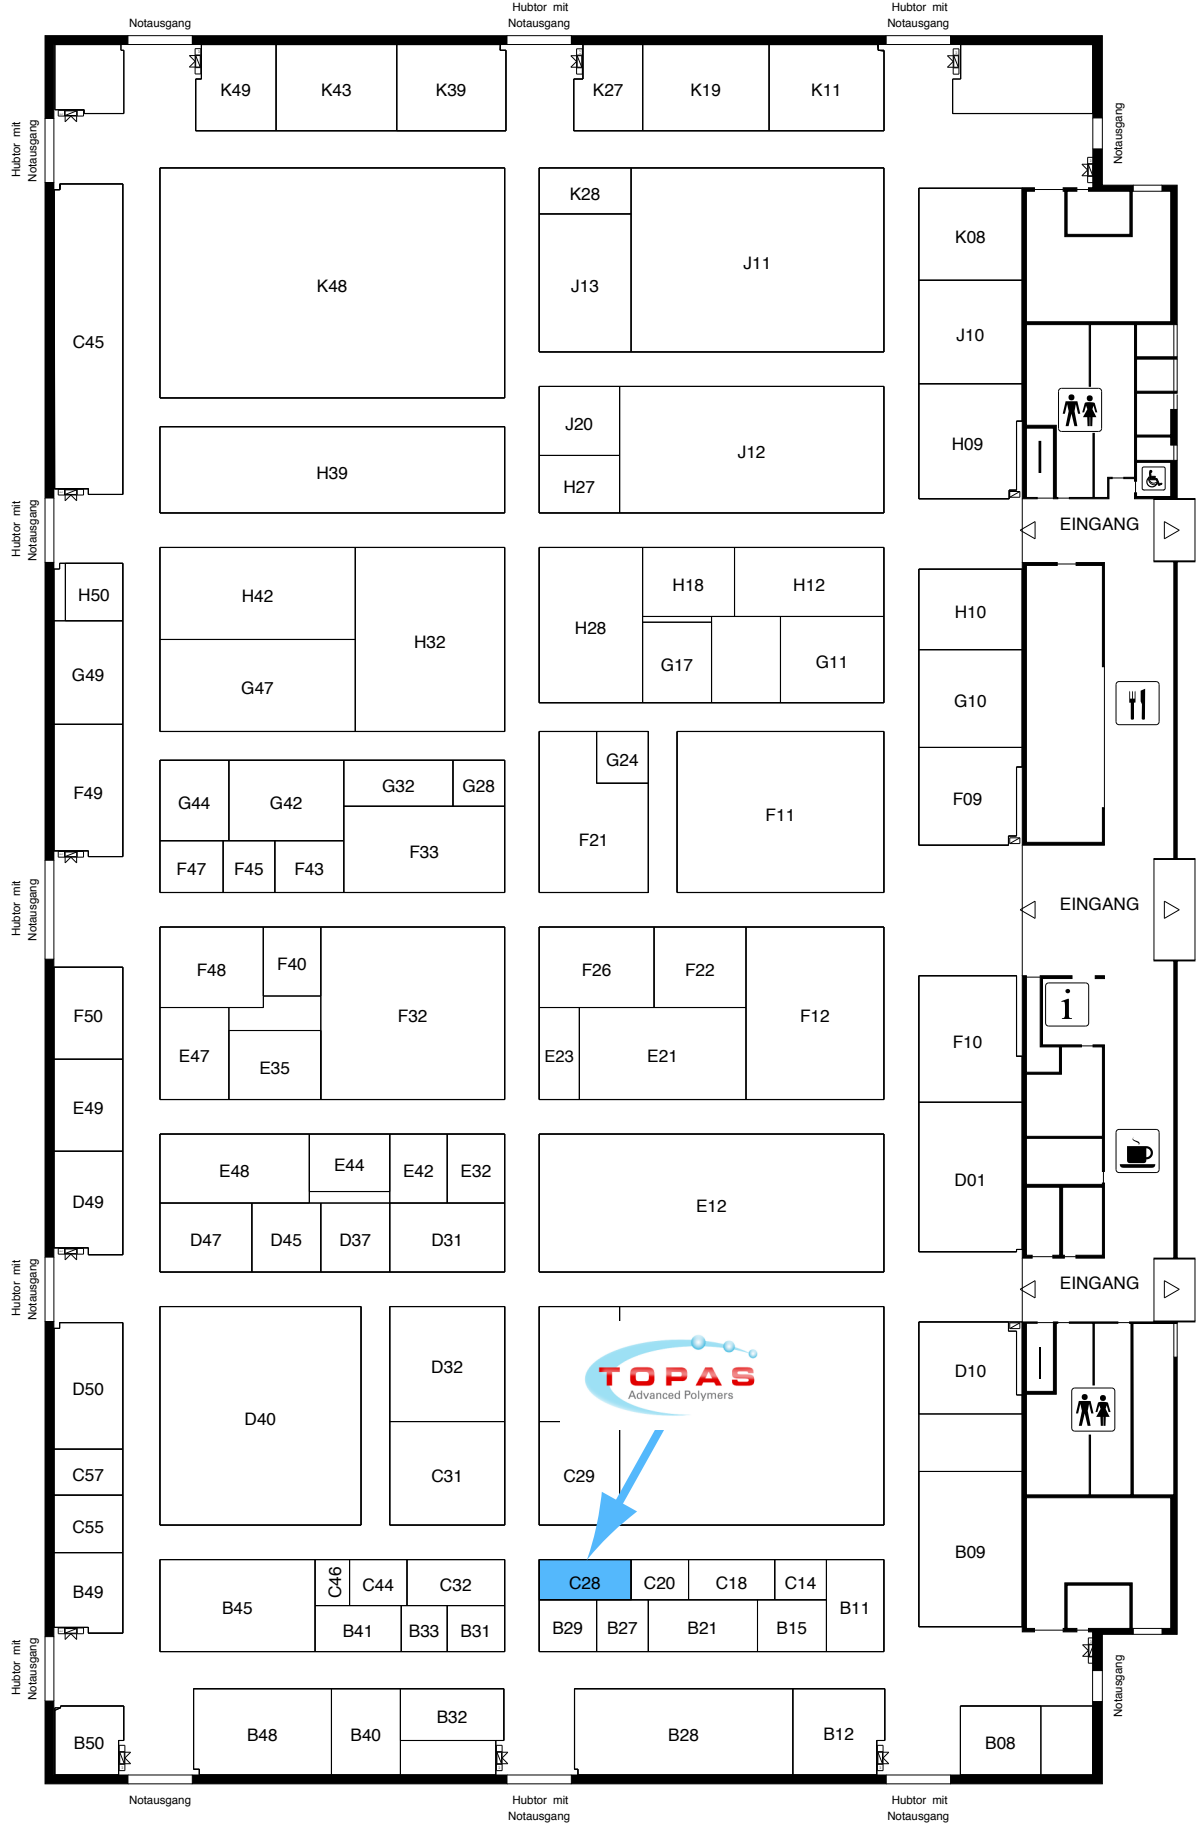 Notausgang
Hubtor mit
Notausgang
Hubtor mit
Notausgang
K49
K43
K39
K27
K19
K11
Hubtor mit
Notausgang
Notausgang
K28
K08
J11
K48
J13
C45
J10
J20
J12
H09
H39
H27
Hubtor mit
Notausgang
EINGANG
H50
H42
H18
H12
H10
H28
H32
G49
G47
G17
G11
G10
G24
F49
G44
G42
G32
G28
F09
F11
F21
F33
F47
F45
F43
Hubtor mit
Notausgang
EINGANG
F48
F40
F26
F22
F50
F32
F12
i
F10
E47
E35
E23
E21
E49
E48
E44
E42
E32
D49
D01
E12
D47
D45
D37
D31
Hubtor mit
Notausgang
EINGANG
D32
TOPAS
Advanced Polymers
D10
D50
D40
C57
C31
C29
C55
B09
C46
C44
C32
C28
C20
C18
C14
B49
B45
B11
B41
B33
B31
B29
B27
B21
B15
Hubtor mit
Notausgang
Notausgang
B50
B48
B40
B32
B28
B12
B08
Notausgang
Hubtor mit
Notausgang
Hubtor mit
Notausgang